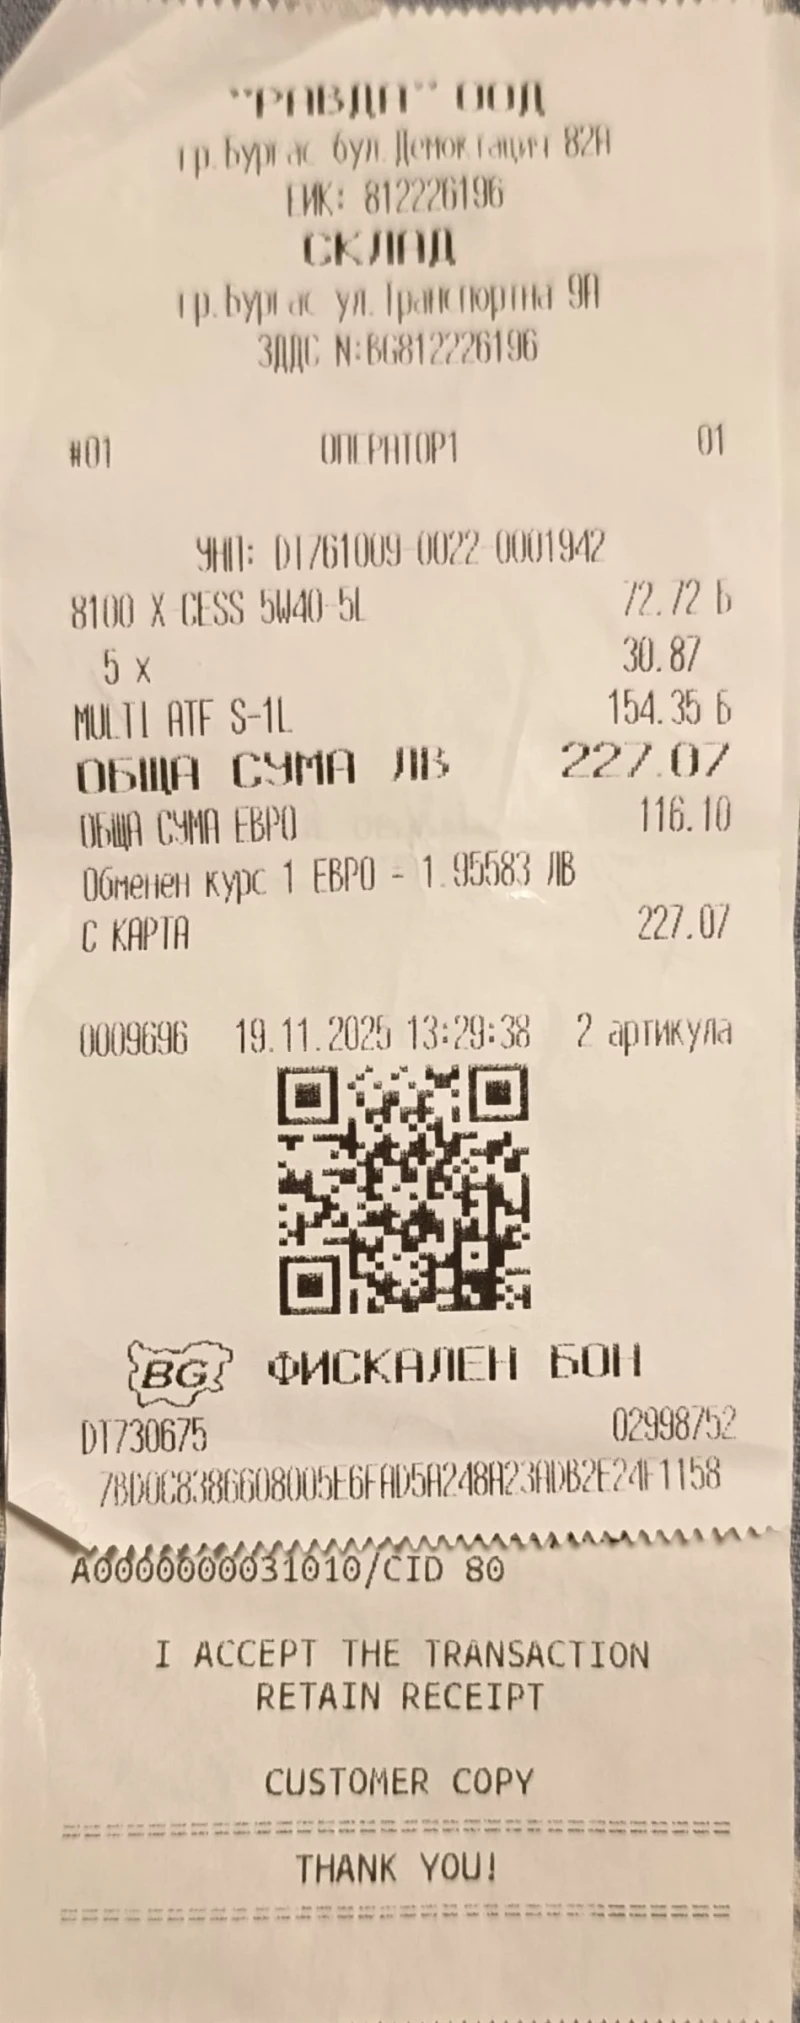 "РАВДА" ООД
гр.Бургас бул.Демокрация 82А
ЕИК: 812226196
СКЛАД
гр.Бургас ул.Транспортна 9А
ЗДДС N:BG812226196
#01 ОПЕРАТОР1 01
УНП: DT761009-0022-0001942
8100 X-CESS 5W40-5L 72.72 Б
5 x 30.87
MULTI ATF S-1L 154.35 Б
ОБЩА СУМА ЛВ 227.07
ОБЩА СУМА ЕВРО 116.10
Обменен курс 1 ЕВРО = 1.95583 ЛВ
С КАРТА 227.07
0009696 19.11.2025 13:29:38 2 артикула
BG ФИСКАЛЕН БОН
DT730675 02998752
7BD0C8386608005E6FAD5A248A23ADB2E24F1158
A0000000031010/CID 80
I ACCEPT THE TRANSACTION
RETAIN RECEIPT
CUSTOMER COPY
THANK YOU!